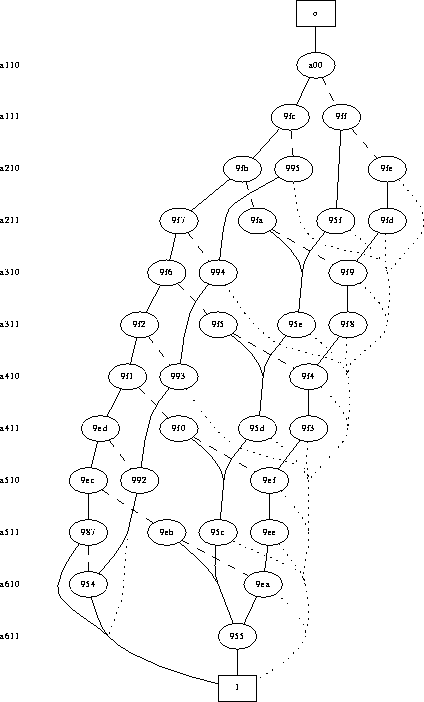 o
a110 a00
a111 9fc 9ff
a210 9fb 995 9fe
a211 9f7 9fa 95f 9fd
a310 9f6 994 9f9
a311 9f2 9f5 95e 9f8
a410 9f1 993 9f4
a411 9ed 9f0 95d 9f3
a510 9ec 992 9ef
a511 987 9eb 95c 9ee
a610 954 9ea
a611 955
1